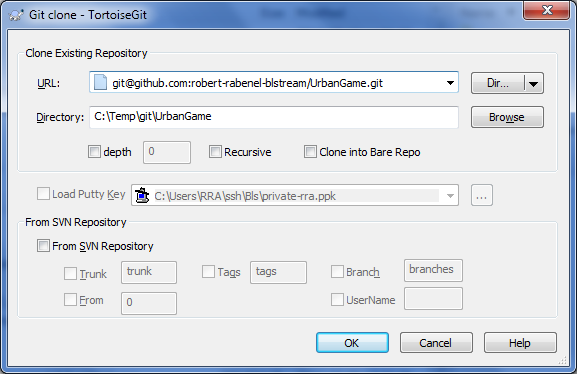 Git clone - TortoiseGit
Clone Existing Repository
URL: git@github.com:robert-rabenel-blstream/UrbanGame.git Dir...
Directory: C:\Temp\git\UrbanGame Browse
depth 0 Recursive Clone into Bare Repo
Load Putty Key C:\Users\RRA\ssh\Bls\private-rra.ppk ...
From SVN Repository
From SVN Repository
Trunk trunk Tags tags Branch branches
From 0 UserName
OK Cancel Help